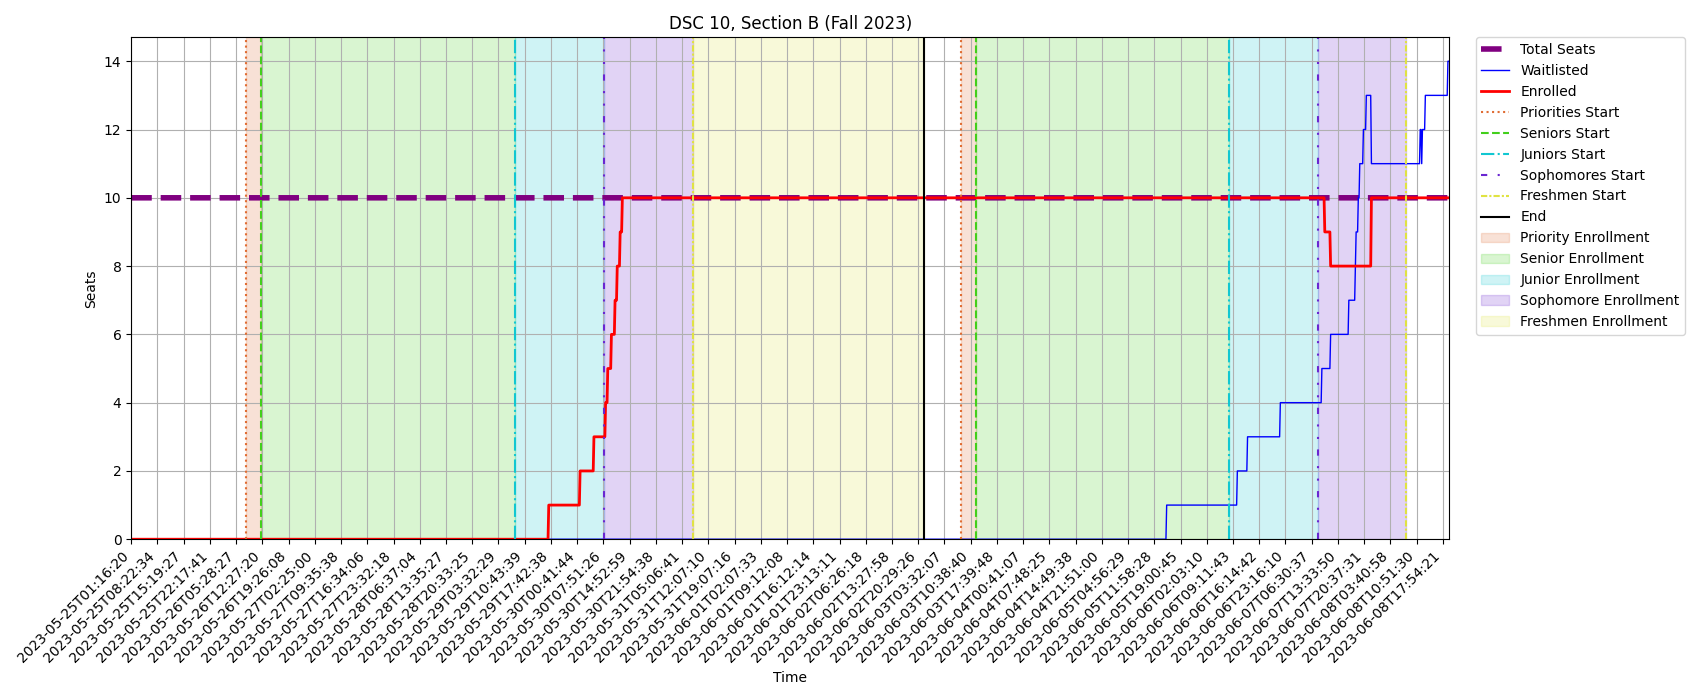 DSC 10, Section B (Fall 2023)
Seats
14
12
10
8
6
4
2
0
2023-05-25T01:16:20
2023-05-25T08:22:34
2023-05-25T15:19:27
2023-05-25T22:17:41
2023-05-26T05:28:27
2023-05-26T12:27:20
2023-05-26T19:26:08
2023-05-27T02:25:00
2023-05-27T09:35:38
2023-05-27T16:34:06
2023-05-27T23:32:18
2023-05-28T06:37:04
2023-05-28T13:35:27
2023-05-28T20:33:25
2023-05-29T03:32:29
2023-05-29T10:43:39
2023-05-29T17:42:38
2023-05-30T00:41:44
2023-05-30T07:51:26
2023-05-30T14:52:59
2023-05-30T21:54:38
2023-05-31T05:06:41
2023-05-31T12:07:10
2023-05-31T19:07:16
2023-06-01T02:07:33
2023-06-01T09:12:08
2023-06-01T16:12:14
2023-06-01T23:13:11
2023-06-02T06:26:18
2023-06-02T13:27:58
2023-06-02T20:29:26
2023-06-03T03:32:07
2023-06-03T10:38:40
2023-06-03T17:39:48
2023-06-04T00:41:07
2023-06-04T07:48:25
2023-06-04T14:49:38
2023-06-04T21:51:00
2023-06-05T04:56:29
2023-06-05T11:58:28
2023-06-05T19:00:45
2023-06-06T02:03:10
2023-06-06T09:11:43
2023-06-06T16:14:42
2023-06-06T23:16:10
2023-06-07T06:30:37
2023-06-07T13:33:50
2023-06-07T20:37:31
2023-06-08T03:40:58
2023-06-08T10:51:30
2023-06-08T17:54:21
Time
Total Seats
Waitlisted
Enrolled
Priorities Start
Seniors Start
Juniors Start
Sophomores Start
Freshmen Start
End
Priority Enrollment
Senior Enrollment
Junior Enrollment
Sophomore Enrollment
Freshmen Enrollment